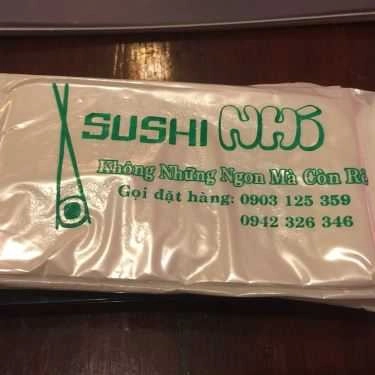 SUSHI NHÍ
Không Những Ngon Mà Còn Rẻ
Gọi đặt hàng: 0903 125 359
0942 326 346